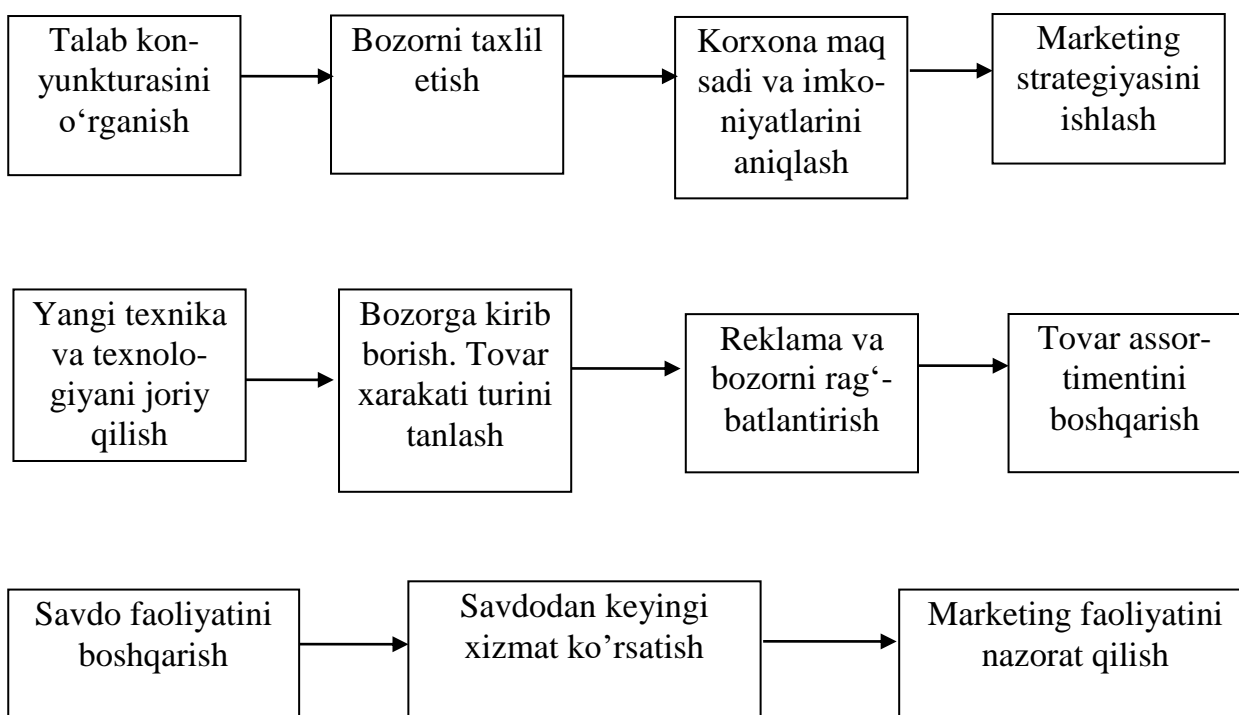 Talab kon-
yunkturasini
o‘rganish
Bozorni taxlil
etish
Korxona maq
sadi va imko-
niyatlarini
aniqlash
Marketing
strategiyasini
ishlash
Yangi texnika
va texnolo-
giyani joriy
qilish
Bozorga kirib
borish. Tovar
xarakati turini
tanlash
Reklama va
bozorni rag‘-
batlantirish
Tovar assor-
timentini
boshqarish
Savdo faoliyatini
boshqarish
Savdodan keyingi
xizmat ko’rsatish
Marketing faoliyatini
nazorat qilish